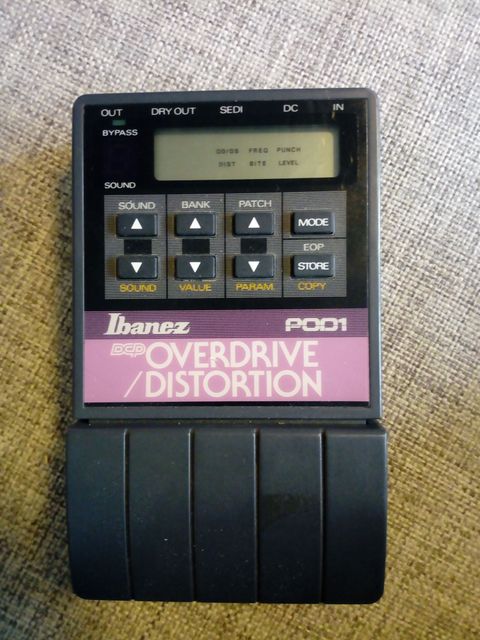 OUT DRY OUT SEDI DC IN
BYPASS
OD/DS FREQ PUNCH
DIST BITE LEVEL
SOUND
SOUND BANK PATCH
MODE
EOP
STORE
SOUND VALUE PARAM. COPY
Ibanez PDD1
DCP OVERDRIVE
/DISTORTION